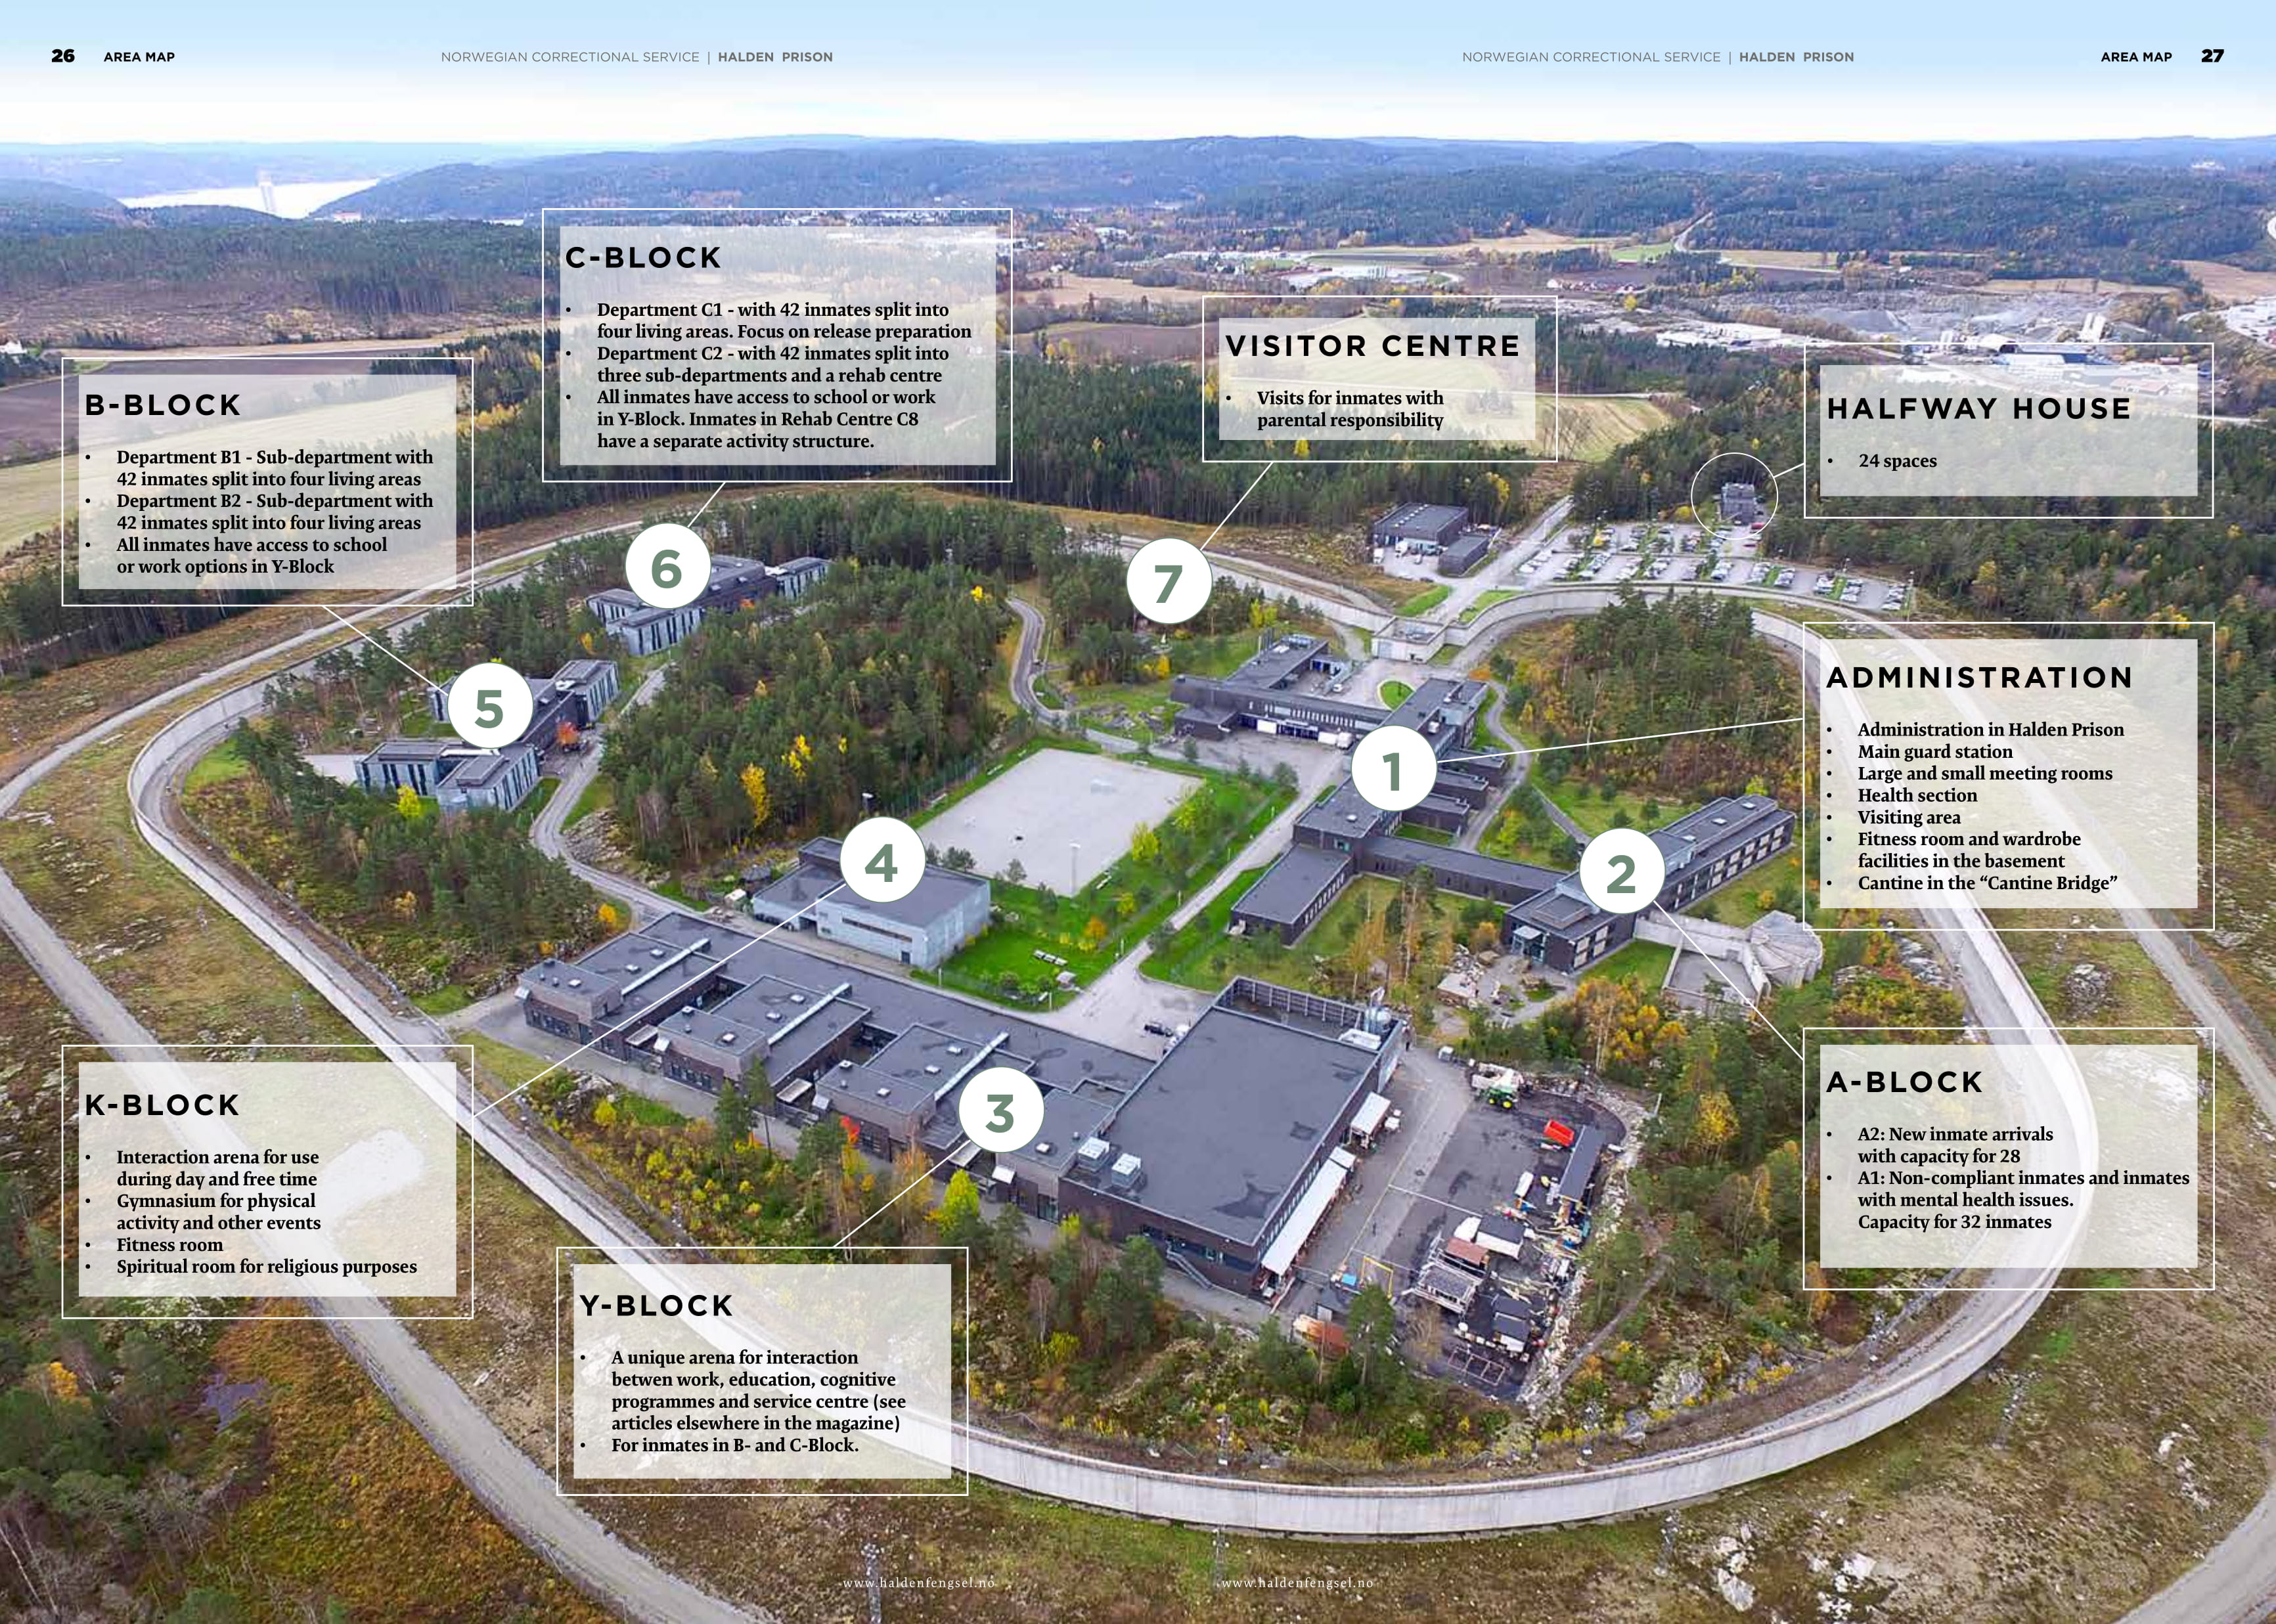 26 AREA MAP
NORWEGIAN CORRECTIONAL SERVICE | HALDEN PRISON
NORWEGIAN CORRECTIONAL SERVICE | HALDEN PRISON
AREA MAP 27
C-BLOCK
• Department C1 - with 42 inmates split into
four living areas. Focus on release preparation
• Department C2 - with 42 inmates split into
three sub-departments and a rehab centre
• All inmates have access to school or work
in Y-Block. Inmates in Rehab Centre C8
have a separate activity structure.
VISITOR CENTRE
• Visits for inmates with
parental responsibility
HALFWAY HOUSE
• 24 spaces
B-BLOCK
• Department B1 - Sub-department with
42 inmates split into four living areas
• Department B2 - Sub-department with
42 inmates split into four living areas
• All inmates have access to school
or work options in Y-Block
6
7
5
1
4
2
3
ADMINISTRATION
• Administration in Halden Prison
• Main guard station
• Large and small meeting rooms
• Health section
• Visiting area
• Fitness room and wardrobe
facilities in the basement
• Cantine in the “Cantine Bridge”
K-BLOCK
• Interaction arena for use
during day and free time
• Gymnasium for physical
activity and other events
• Fitness room
• Spiritual room for religious purposes
A-BLOCK
• A2: New inmate arrivals
with capacity for 28
• A1: Non-compliant inmates and inmates
with mental health issues.
Capacity for 32 inmates
Y-BLOCK
• A unique arena for interaction
betwen work, education, cognitive
programmes and service centre (see
articles elsewhere in the magazine)
• For inmates in B- and C-Block.
www.haldenfengsel.no
www.haldenfengsel.no